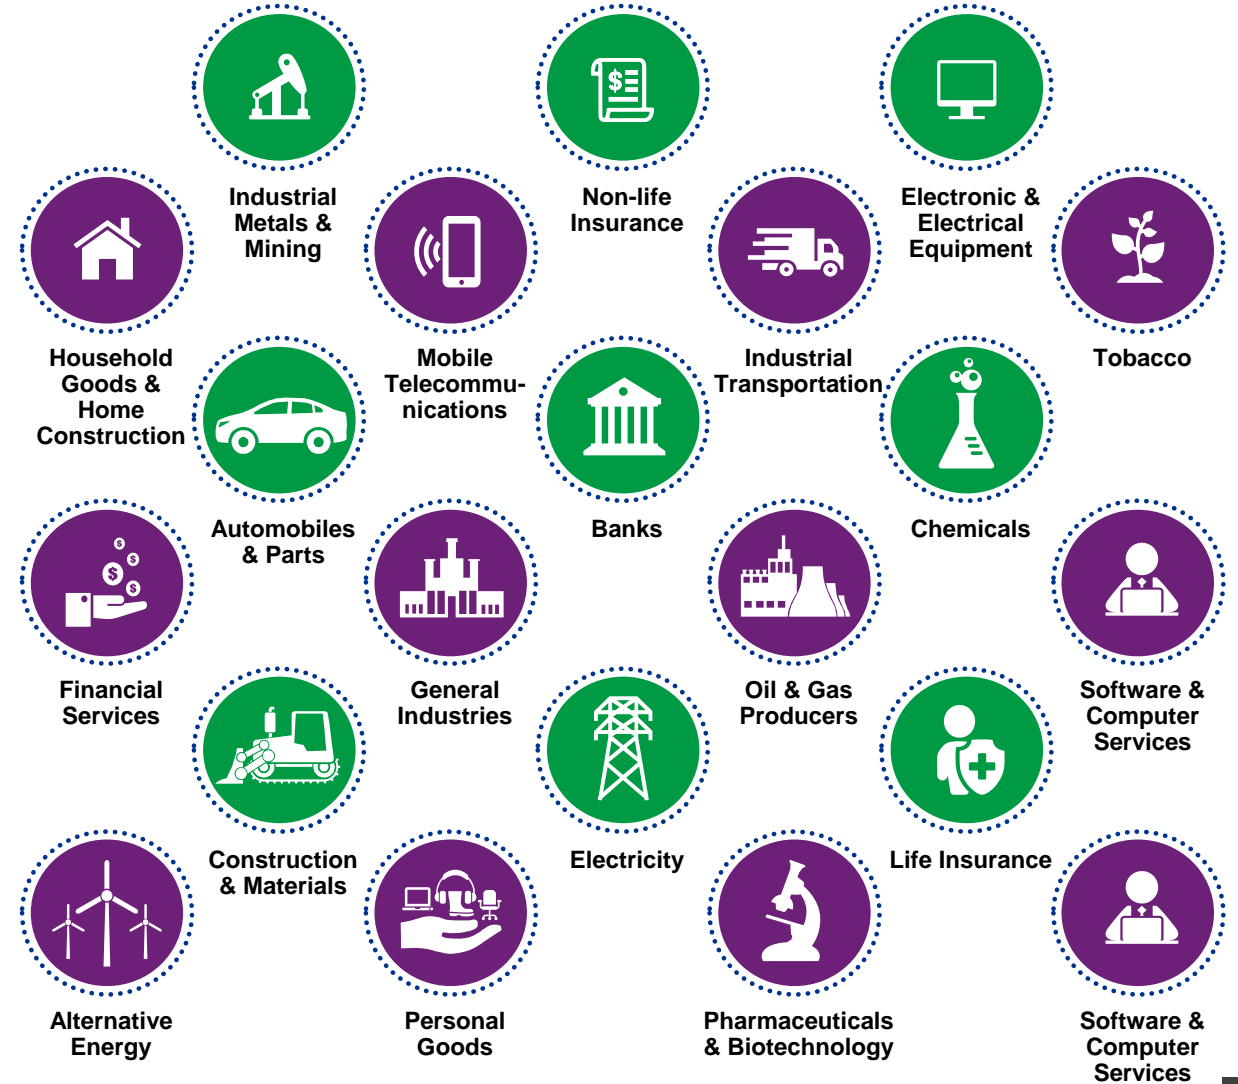 Industrial
Metals &
Mining
Non-life
Insurance
Electronic &
Electrical
Equipment
Household
Goods &
Home
Construction
Mobile
Telecommu-
nications
Industrial
Transportation
Tobacco
Automobiles
& Parts
Banks
Chemicals
Financial
Services
General
Industries
Oil & Gas
Producers
Software &
Computer
Services
Construction
& Materials
Electricity
Life Insurance
Alternative
Energy
Personal
Goods
Pharmaceuticals
& Biotechnology
Software &
Computer
Services